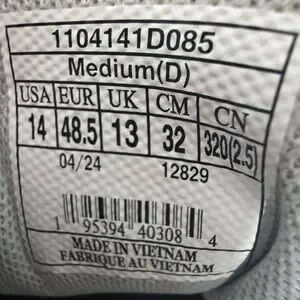 1104141D085
Medium(D)
USA EUR UK CM CN
14 48.5 13 32 320(2.5)
04/24 12829
1 95394 40308 4
MADE IN VIETNAM
FABRIQUE AU VIETNAM